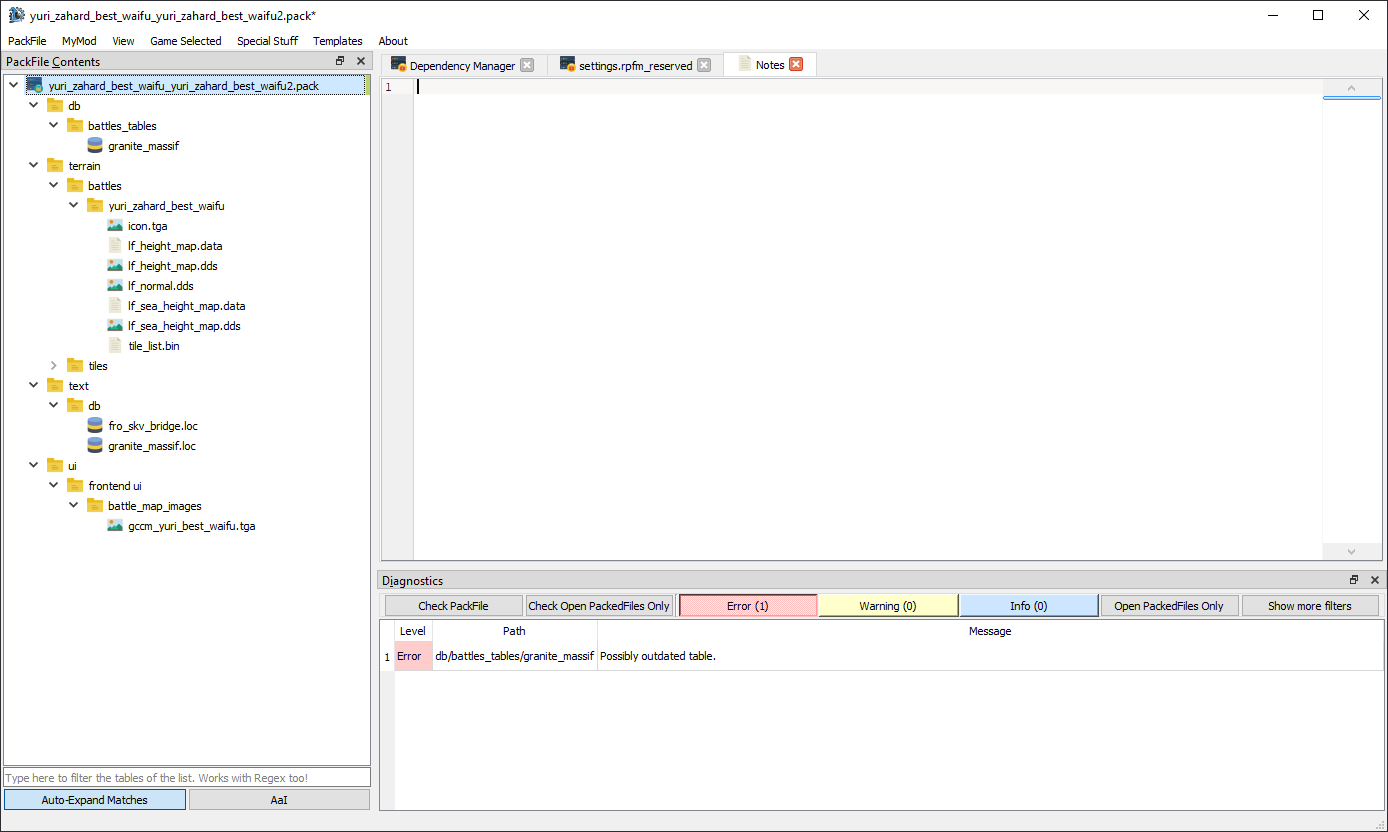 yuri_zahard_best_waifu_yuri_zahard_best_waifu2.pack*
PackFile MyMod View Game Selected Special Stuff Templates About
PackFile Contents
yuri_zahard_best_waifu_yuri_zahard_best_waifu2.pack
db
battles_tables
granite_massif
terrain
battles
yuri_zahard_best_waifu
icon.tga
lf_height_map.data
lf_height_map.dds
lf_normal.dds
lf_sea_height_map.data
lf_sea_height_map.dds
tile_list.bin
tiles
text
db
fro_skv_bridge.loc
granite_massif.loc
ui
frontend ui
battle_map_images
gccm_yuri_best_waifu.tga
Type here to filter the tables of the list. Works with Regex too!
Auto-Expand Matches AaI
Dependency Manager settings.rpfm_reserved Notes
1
Diagnostics
Check PackFile Check Open PackedFiles Only Error (1) Warning (0) Info (0) Open PackedFiles Only Show more filters
Level Path Message
1 Error db/battles_tables/granite_massif Possibly outdated table.